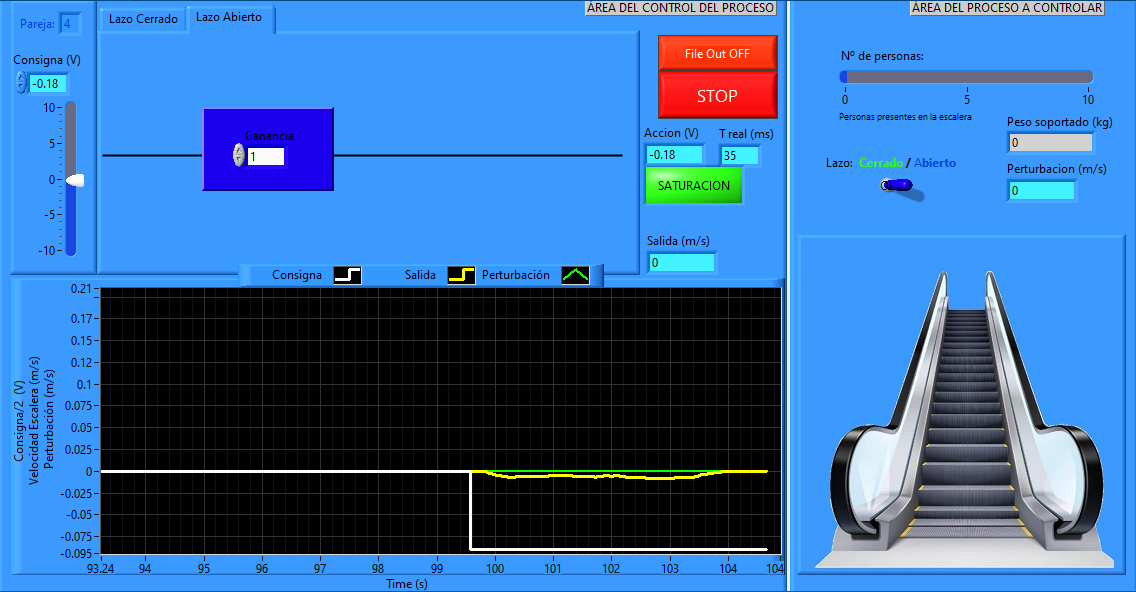 Pareja: 4
Consigna (V)
-0.18
10
5
0
-5
-10
Lazo Cerrado
Lazo Abierto
Ganancia
1
ÁREA DEL CONTROL DEL PROCESO
File Out OFF
STOP
Accion (V)
-0.18
T real (ms)
35
SATURACION
Salida (m/s)
0
Consigna
Salida
Perturbación
Consigna/2 (V)
Velocidad Escalera (m/s)
Perturbación (m/s)
0.21
0.17
0.15
0.12
0.1
0.075
0.05
0.025
0
-0.025
-0.05
-0.075
-0.095
93.24 94 95 96 97 98 99 100 101 102 103 104 104
Time (s)
ÁREA DEL PROCESO A CONTROLAR
Nº de personas:
0 5 10
Personas presentes en la escalera
Peso soportado (kg)
0
Lazo: Cerrado / Abierto
Perturbacion (m/s)
0